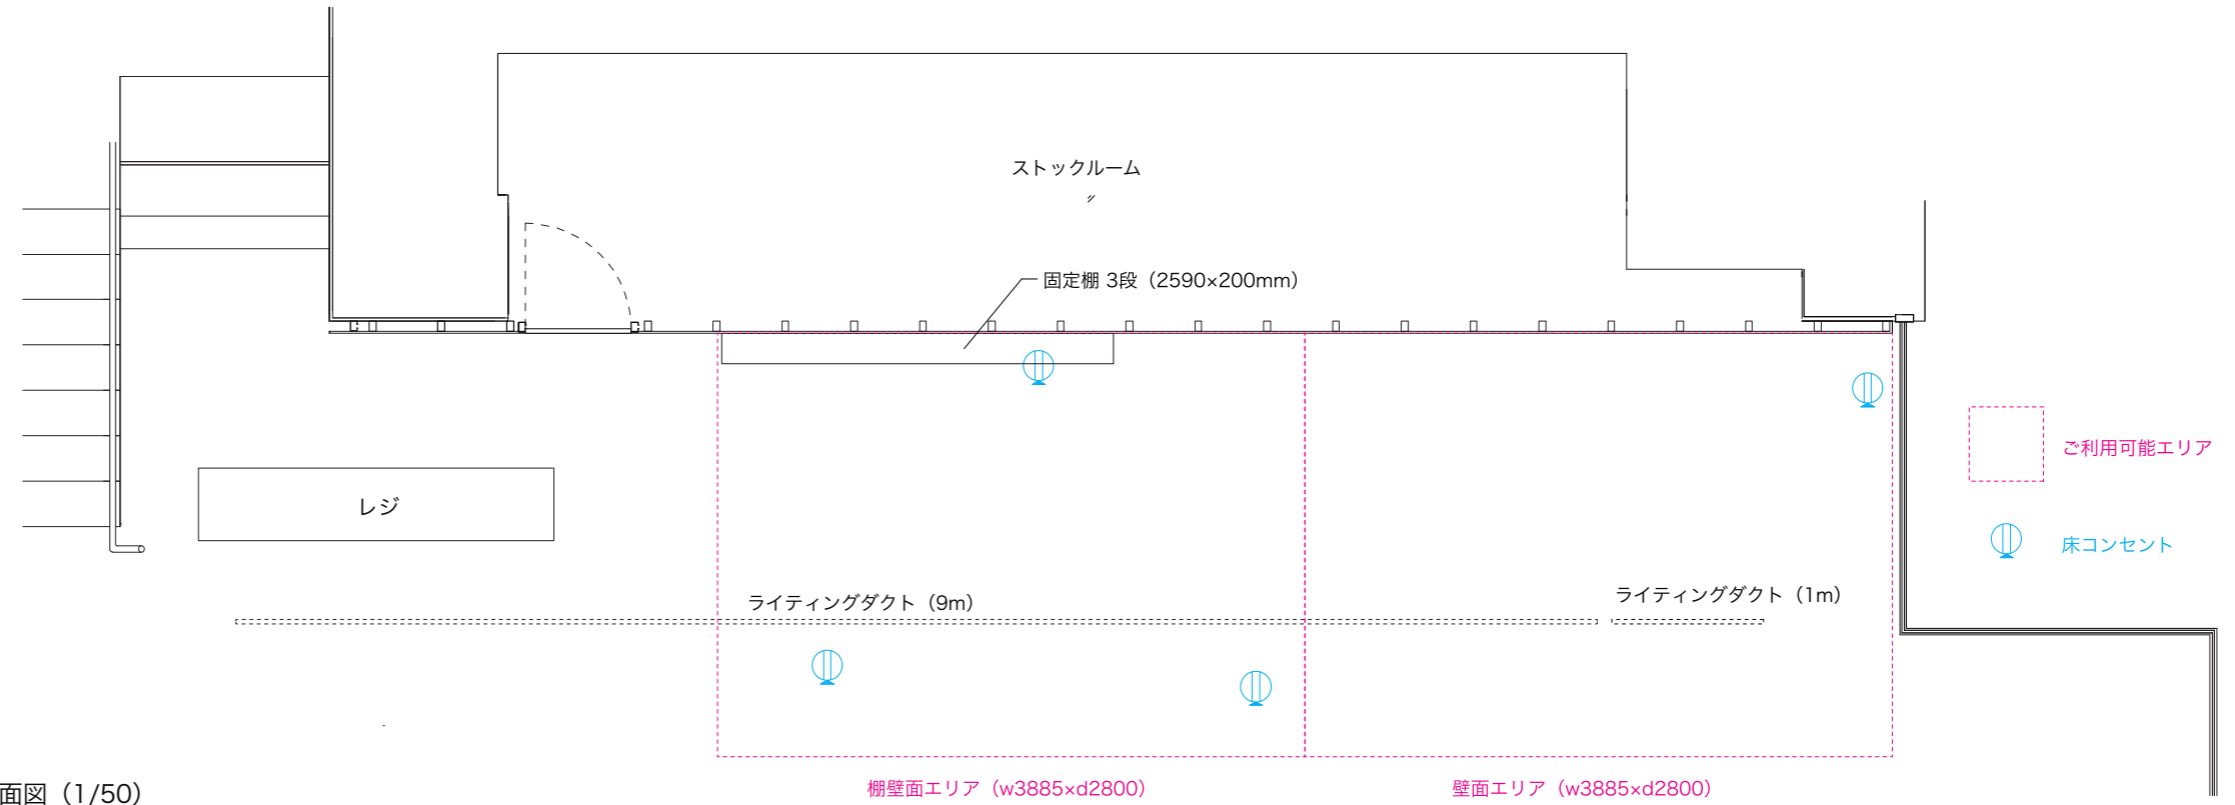 ストックルーム
固定棚 3段（2590×200mm）
ご利用可能エリア
レジ
床コンセント
ライティングダクト（9m）
ライティングダクト（1m）
棚壁面エリア（w3885×d2800）
壁面エリア（w3885×d2800）
面図（1/50）